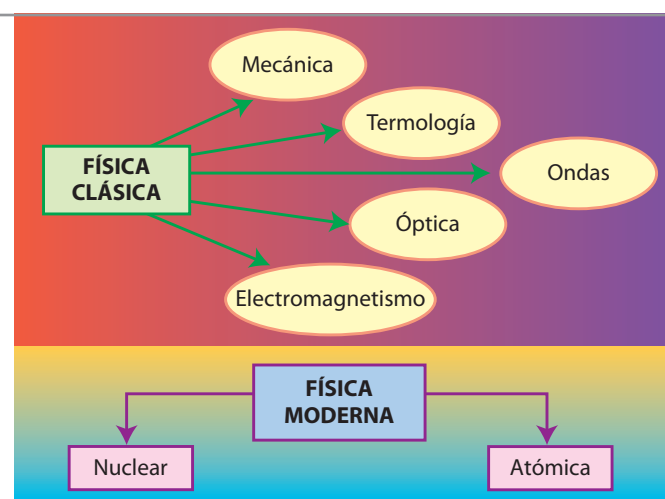 Mecánica
Termología
FÍSICA
CLÁSICA
Ondas
Óptica
Electromagnetismo
FÍSICA
MODERNA
Nuclear
Atómica